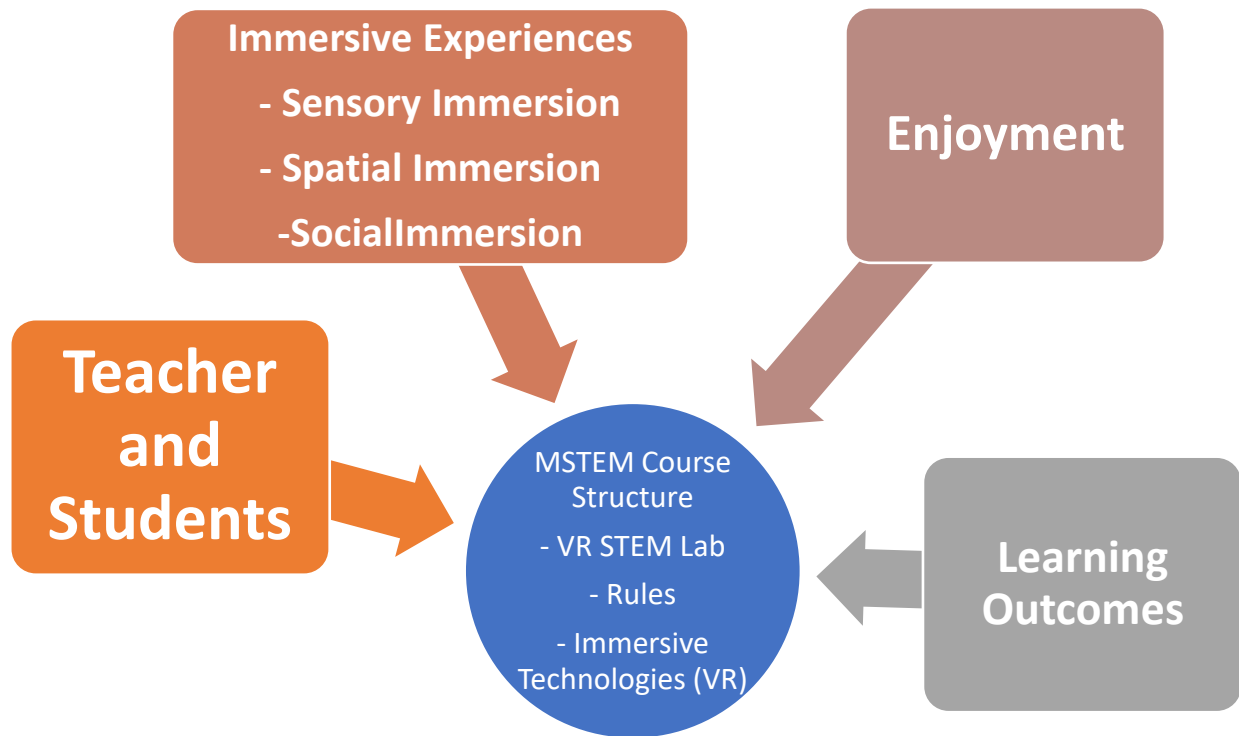 Immersive Experiences
- Sensory Immersion
- Spatial Immersion
-SocialImmersion
Enjoyment
Teacher
and
Students
MSTEM Course
Structure
- VR STEM Lab
- Rules
- Immersive
Technologies (VR)
Learning
Outcomes